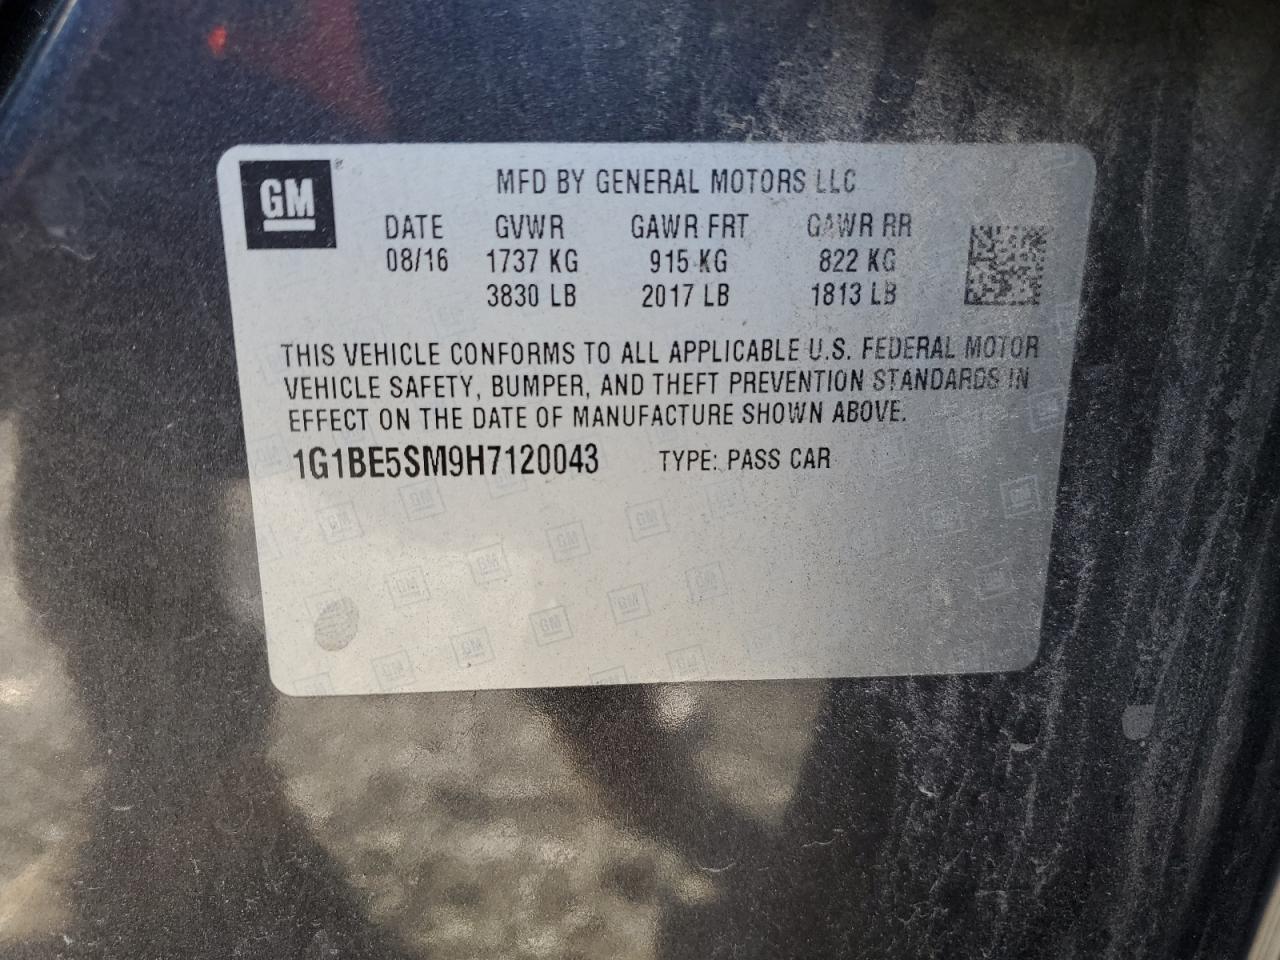 GM
MFD BY GENERAL MOTORS LLC
DATE GVWR GAWR FRT GAWR RR
08/16 1737 KG 915 KG 822 KG
3830 LB 2017 LB 1813 LB
THIS VEHICLE CONFORMS TO ALL APPLICABLE U.S. FEDERAL MOTOR
VEHICLE SAFETY, BUMPER, AND THEFT PREVENTION STANDARDS IN
EFFECT ON THE DATE OF MANUFACTURE SHOWN ABOVE.
1G1BE5SM9H7120043 TYPE: PASS CAR